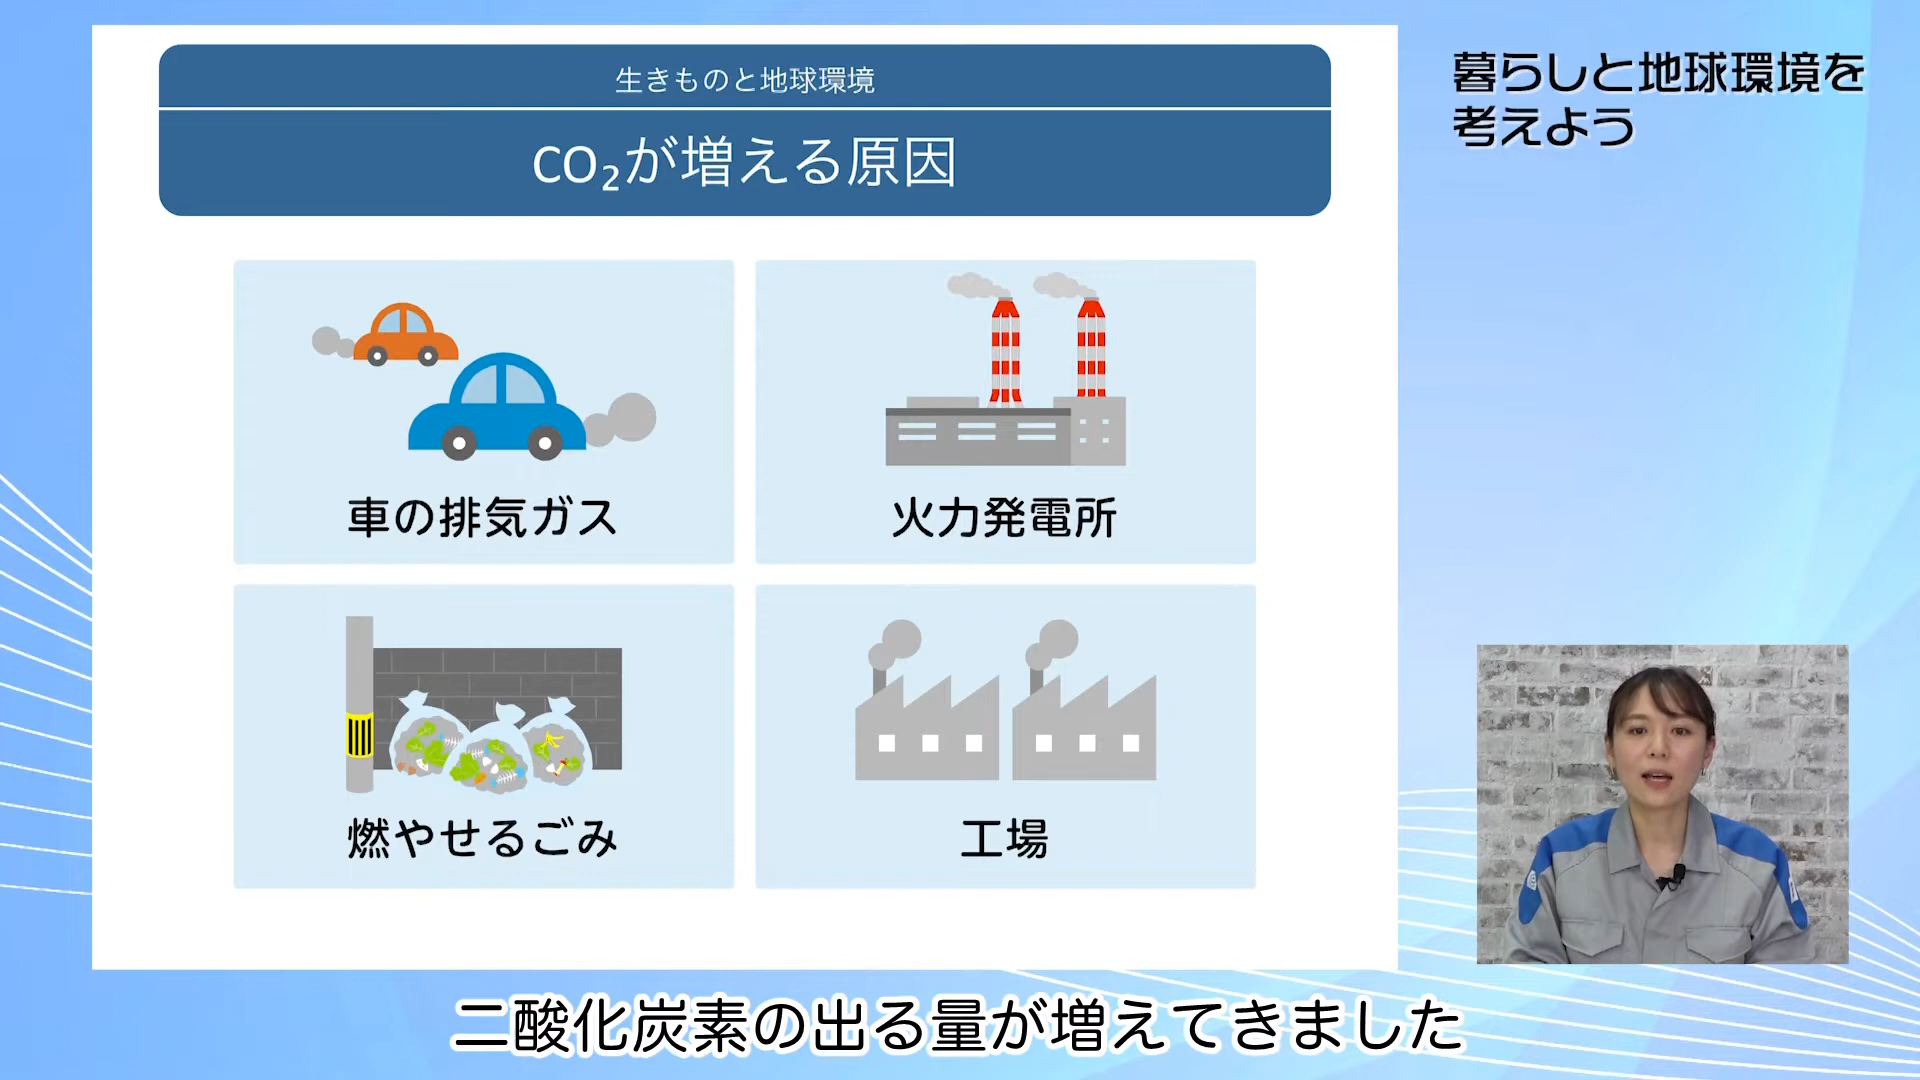 生きものと地球環境
CO₂が増える原因
暮らしと地球環境を
考えよう
車の排気ガス
火力発電所
燃やせるごみ
工場
二酸化炭素の出る量が増えてきました